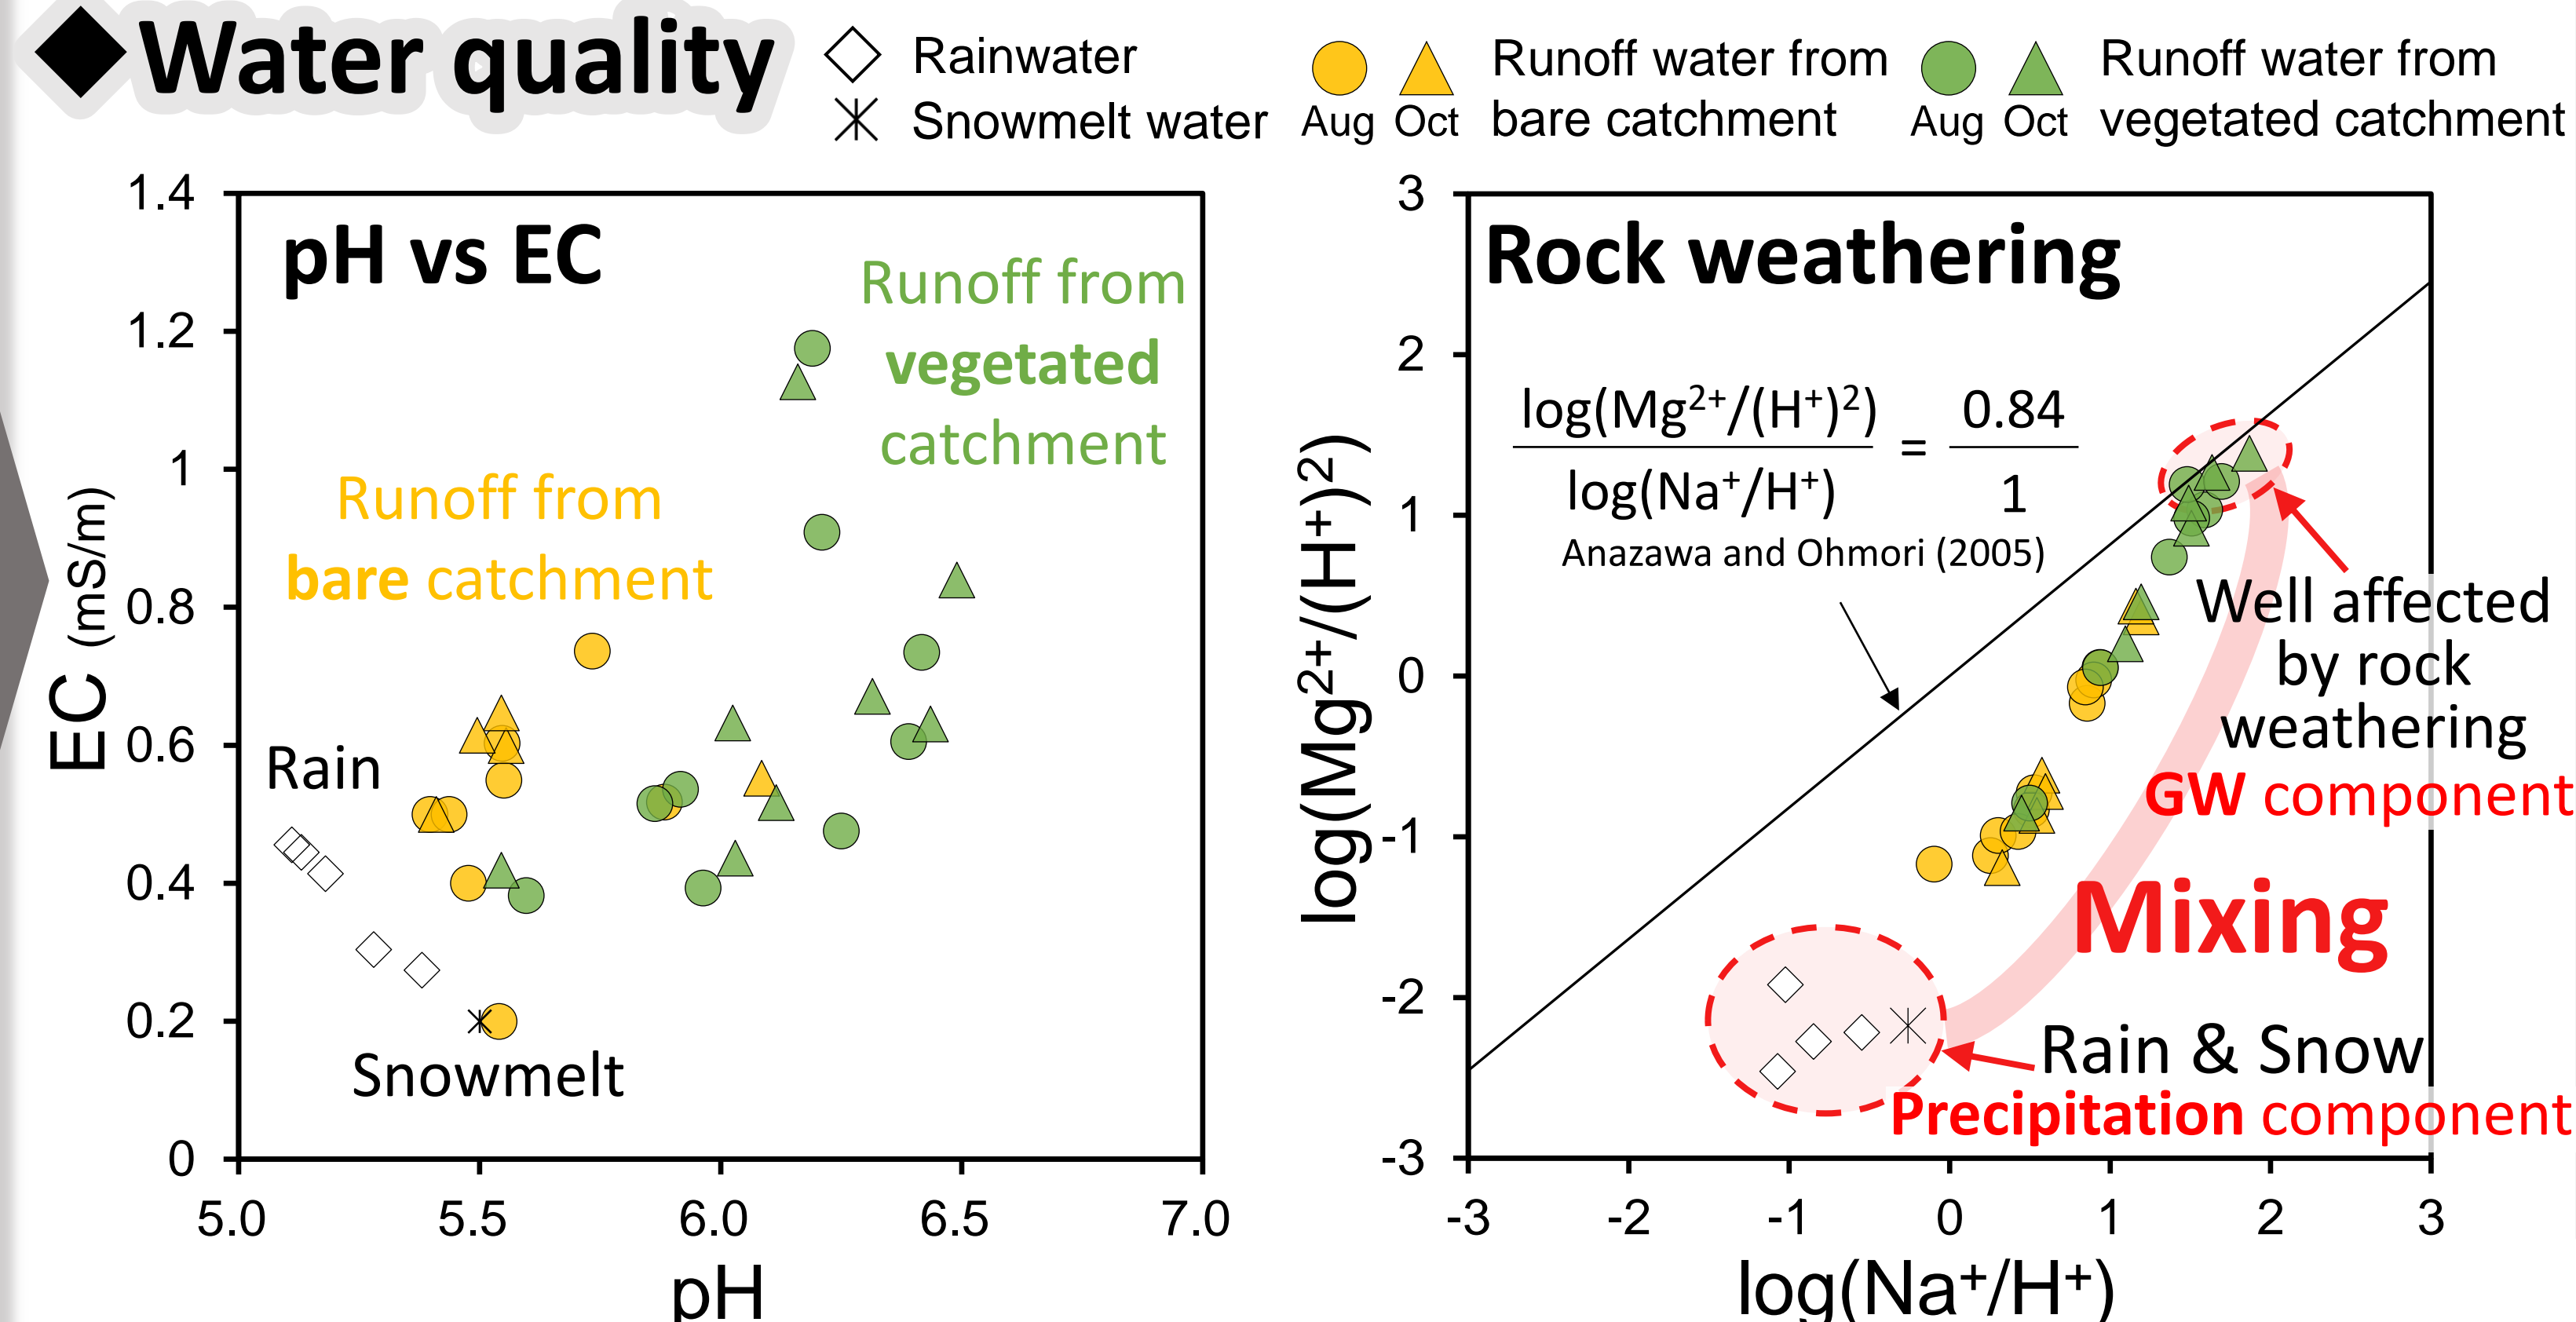 ◆Water quality
Rainwater
Snowmelt water
Aug Oct
Runoff water from
bare catchment
Aug Oct
Runoff water from
vegetated catchment
pH vs EC
Runoff from
vegetated
catchment
Runoff from
bare catchment
Rain
Snowmelt
EC (mS/m)
1.4
1.2
1
0.8
0.6
0.4
0.2
0
5.0 5.5 6.0 6.5 7.0
pH
Rock weathering
log(Mg²⁺/(H⁺)²)
log(Na⁺/H⁺)
=
0.84
1
Anazawa and Ohmori (2005)
Well affected
by rock
weathering
GW component
Mixing
Rain & Snow
Precipitation component
log(Mg²⁺/(H⁺)²)
3
2
1
0
-1
-2
-3
-3 -2 -1 0 1 2 3
log(Na⁺/H⁺)